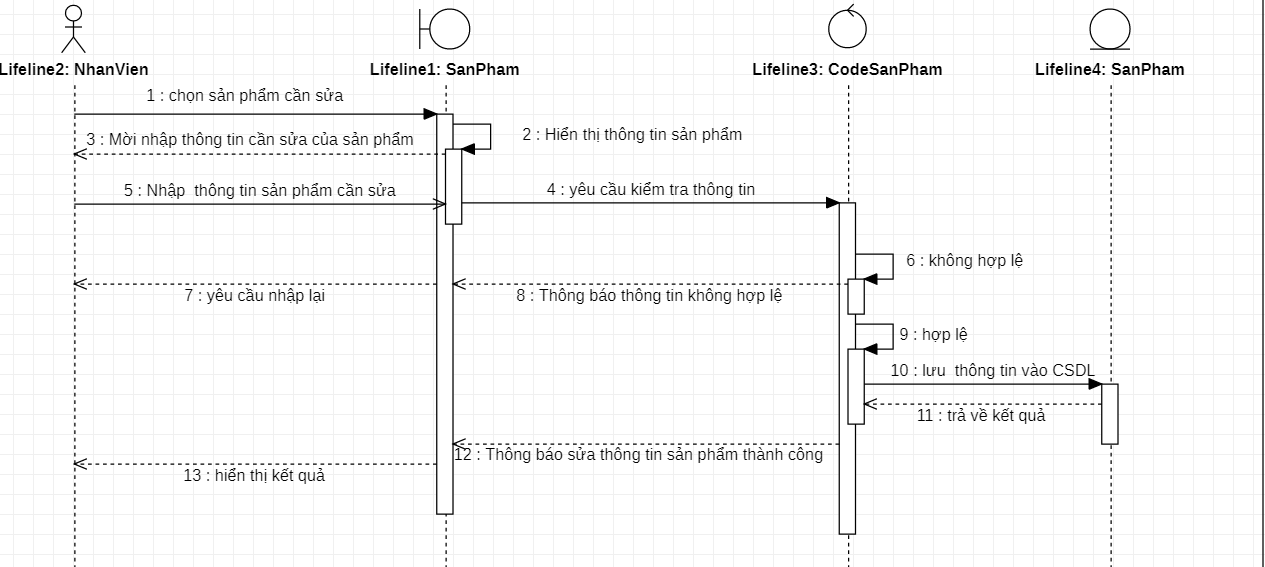 Lifeline2: NhanVien
Lifeline1: SanPham
Lifeline3: CodeSanPham
Lifeline4: SanPham
1 : chọn sản phẩm cần sửa
2 : Hiển thị thông tin sản phẩm
3 : Mời nhập thông tin cần sửa của sản phẩm
5 : Nhập  thông tin sản phẩm cần sửa
4 : yêu cầu kiểm tra thông tin
6 : không hợp lệ
7 : yêu cầu nhập lại
8 : Thông báo thông tin không hợp lệ
9 : hợp lệ
10 : lưu  thông tin vào CSDL
11 : trả về kết quả
12 : Thông báo sửa thông tin sản phẩm thành công
13 : hiển thị kết quả